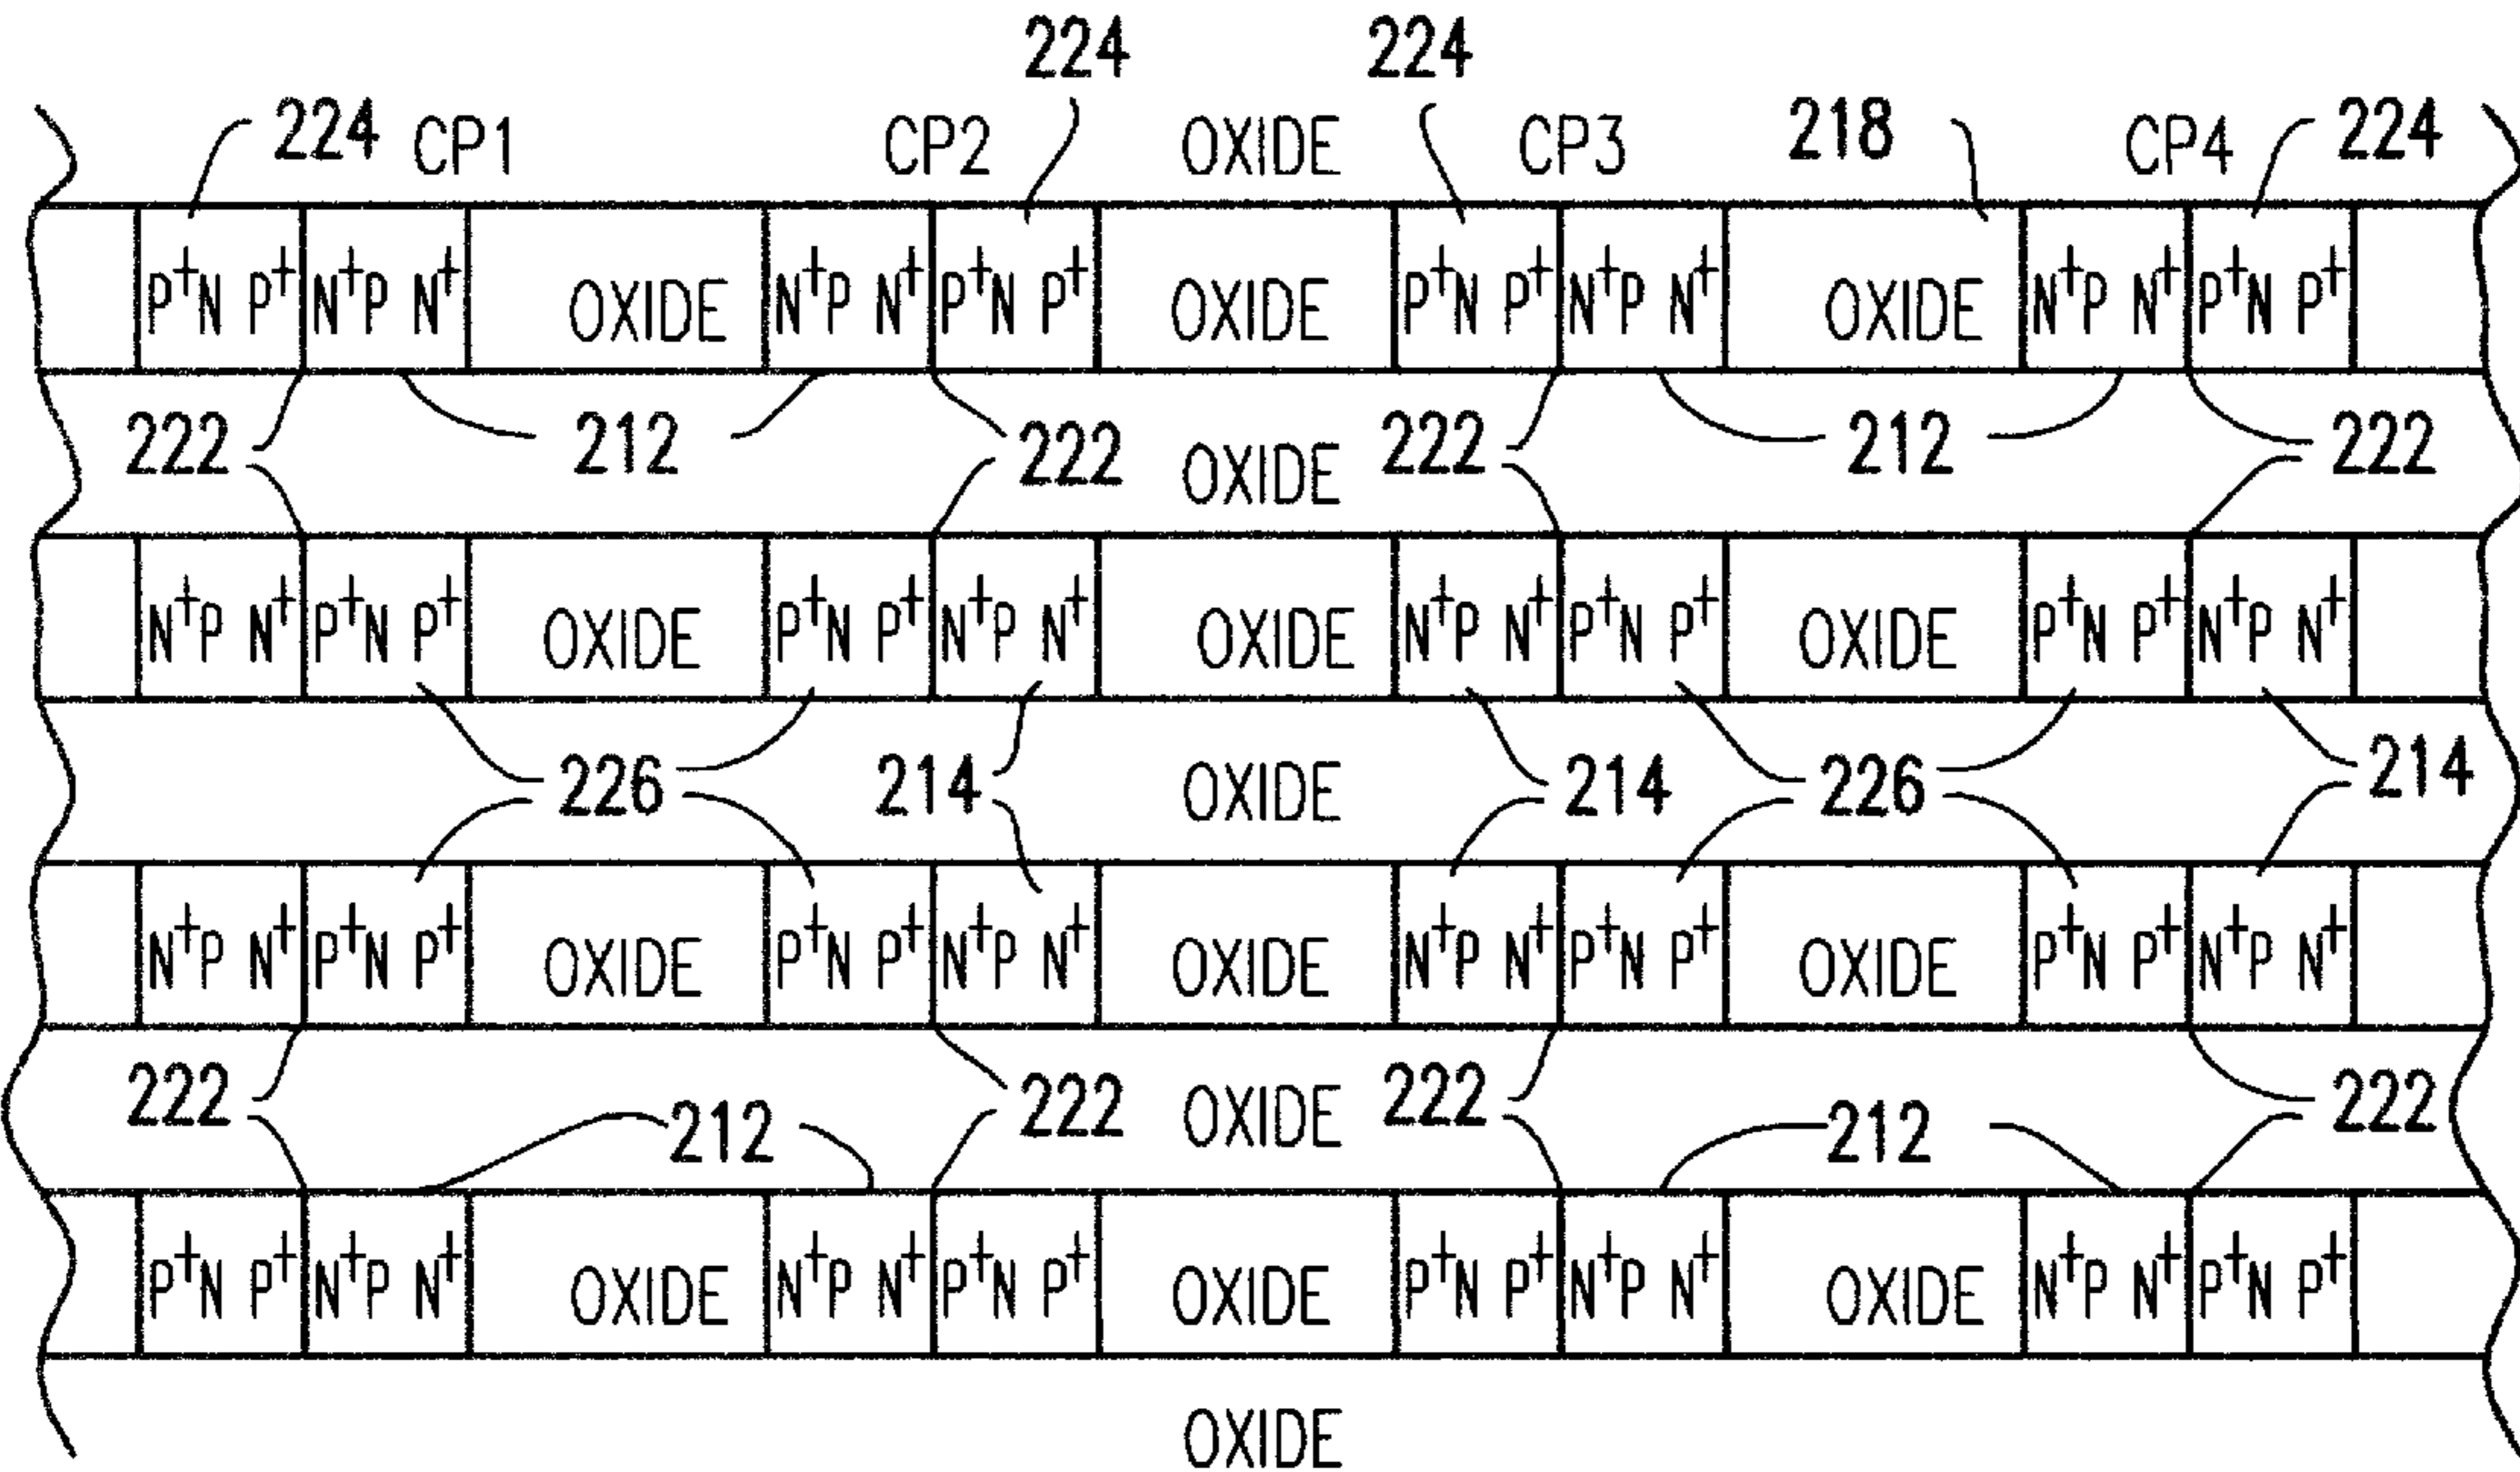 224 224
224 CP1 CP2 OXIDE CP3 218 CP4 224
P⁺N P⁺ N⁺P N⁺ OXIDE N⁺P N⁺ P⁺N P⁺ OXIDE P⁺N P⁺ N⁺P N⁺ OXIDE N⁺P N⁺ P⁺N P⁺
222 212 222 OXIDE 222 212 222
N⁺P N⁺ P⁺N P⁺ OXIDE P⁺N P⁺ N⁺P N⁺ OXIDE N⁺P N⁺ P⁺N P⁺ OXIDE P⁺N P⁺ N⁺P N⁺
226 214 OXIDE 214 226 214
N⁺P N⁺ P⁺N P⁺ OXIDE P⁺N P⁺ N⁺P N⁺ OXIDE N⁺P N⁺ P⁺N P⁺ OXIDE P⁺N P⁺ N⁺P N⁺
222 212 222 OXIDE 222 212 222
P⁺N P⁺ N⁺P N⁺ OXIDE N⁺P N⁺ P⁺N P⁺ OXIDE P⁺N P⁺ N⁺P N⁺ OXIDE N⁺P N⁺ P⁺N P⁺
OXIDE